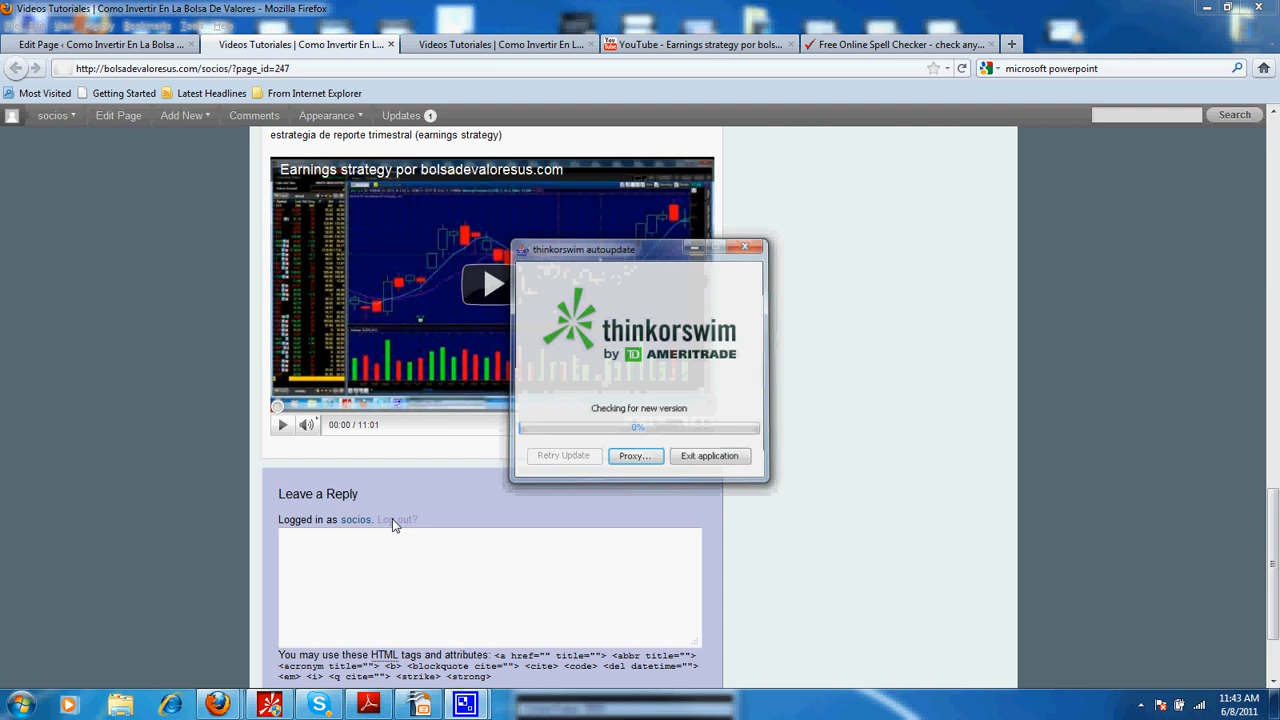 Videos Tutoriales | Como Invertir En La Bolsa De Valores - Mozilla Firefox
Bookmarks Tools Help
Edit Page ‹ Como Invertir En La Bolsa ...
Videos Tutoriales | Como Invertir En L...
Videos Tutoriales | Como Invertir En L...
YouTube - Earnings strategy por bols...
Free Online Spell Checker - check any...
http://bolsadevaloresus.com/socios/?page_id=247
microsoft powerpoint
Most Visited
Getting Started
Latest Headlines
From Internet Explorer
socios
Edit Page
Add New
Comments
Appearance
Updates 1
Search
estrategia de reporte trimestral (earnings strategy)
Earnings strategy por bolsadevaloresus.com
thinkorswim autoupdate
thinkorswim
by TD AMERITRADE
Checking for new version
0%
Retry Update
Proxy...
Exit application
00:00 / 11:01
Leave a Reply
Logged in as socios. Log out?
You may use these HTML tags and attributes: <a href="" title=""> <abbr title="">
<acronym title=""> <b> <blockquote cite=""> <cite> <code> <del datetime="">
<em> <i> <q cite=""> <strike> <strong>
11:43 AM
6/8/2011